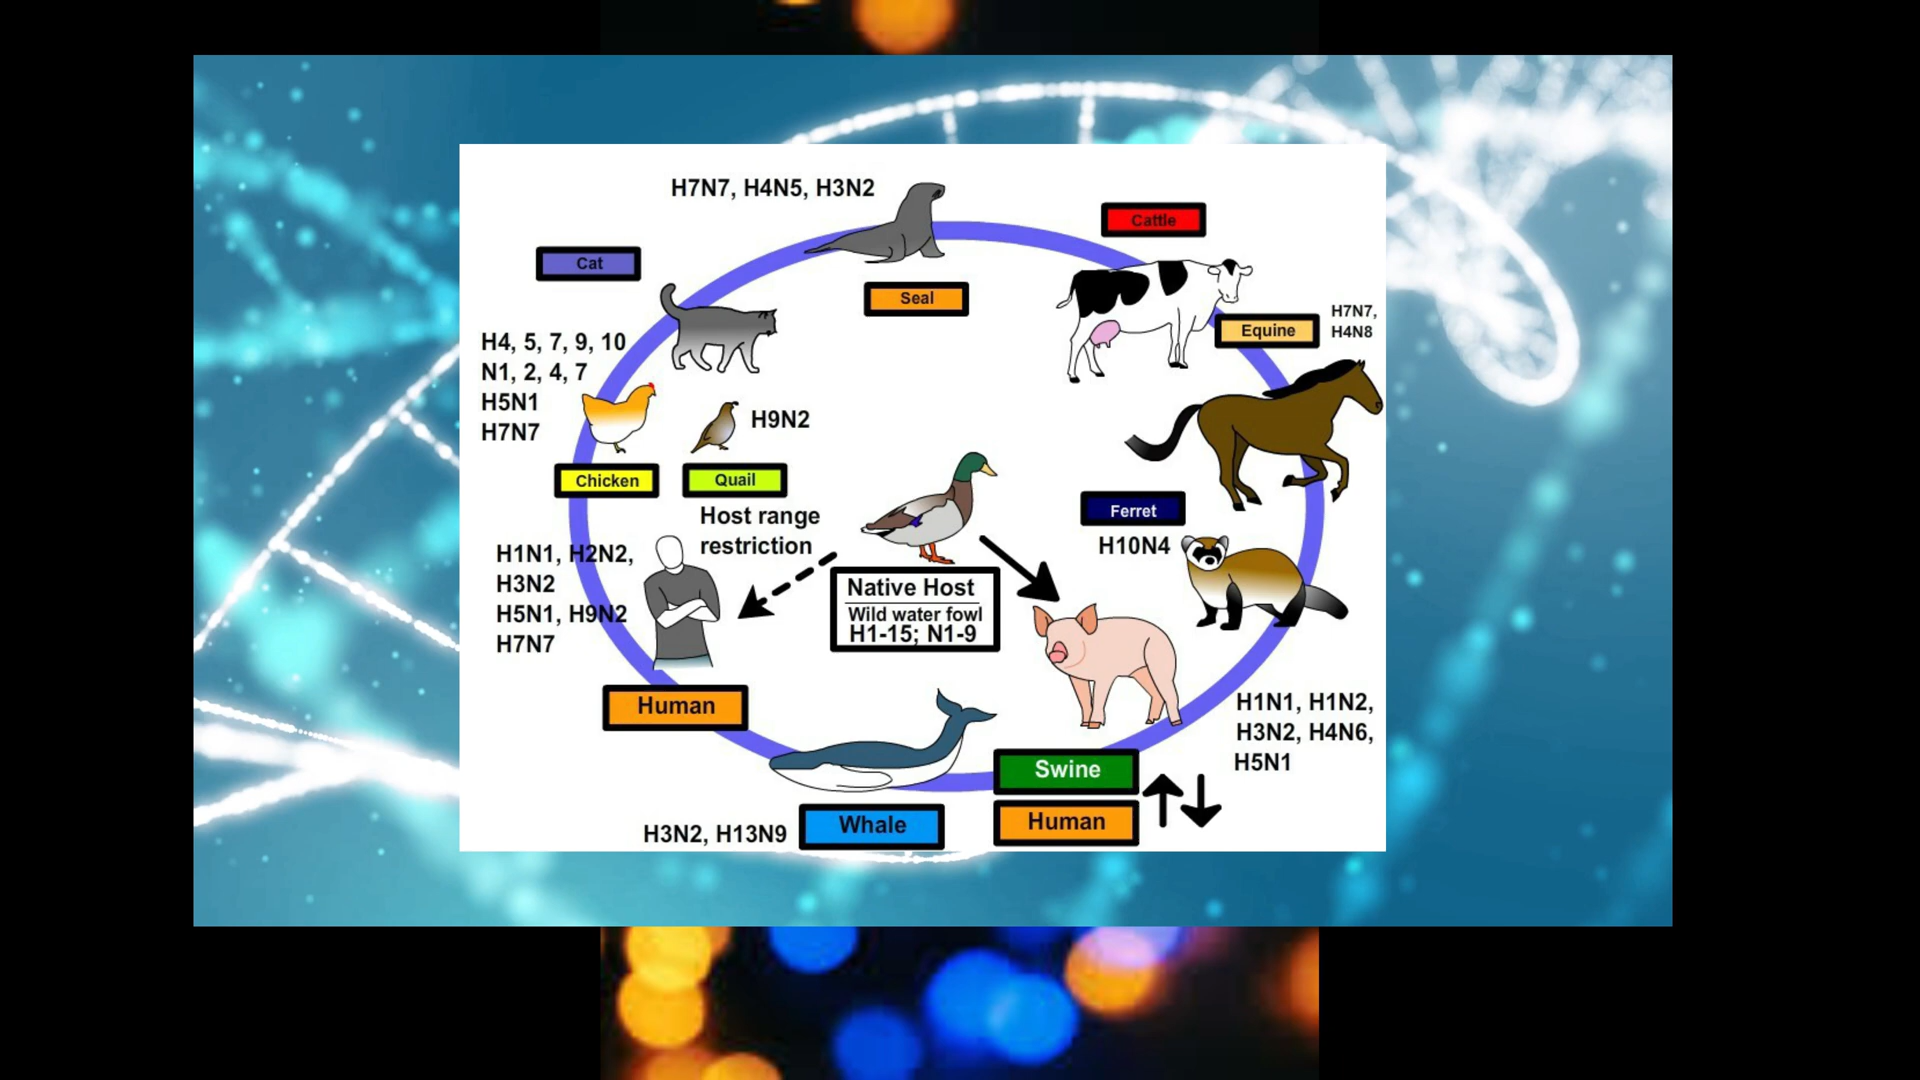 H7N7, H4N5, H3N2
Cattle
Cat
Seal
H7N7,
H4N8
Equine
H4, 5, 7, 9, 10
N1, 2, 4, 7
H5N1
H7N7
H9N2
Chicken
Quail
Host range
restriction
Ferret
H10N4
H1N1, H2N2,
H3N2
H5N1, H9N2
H7N7
Native Host
Wild water fowl
H1-15; N1-9
Human
H1N1, H1N2,
H3N2, H4N6,
H5N1
Swine
Human
Whale
H3N2, H13N9